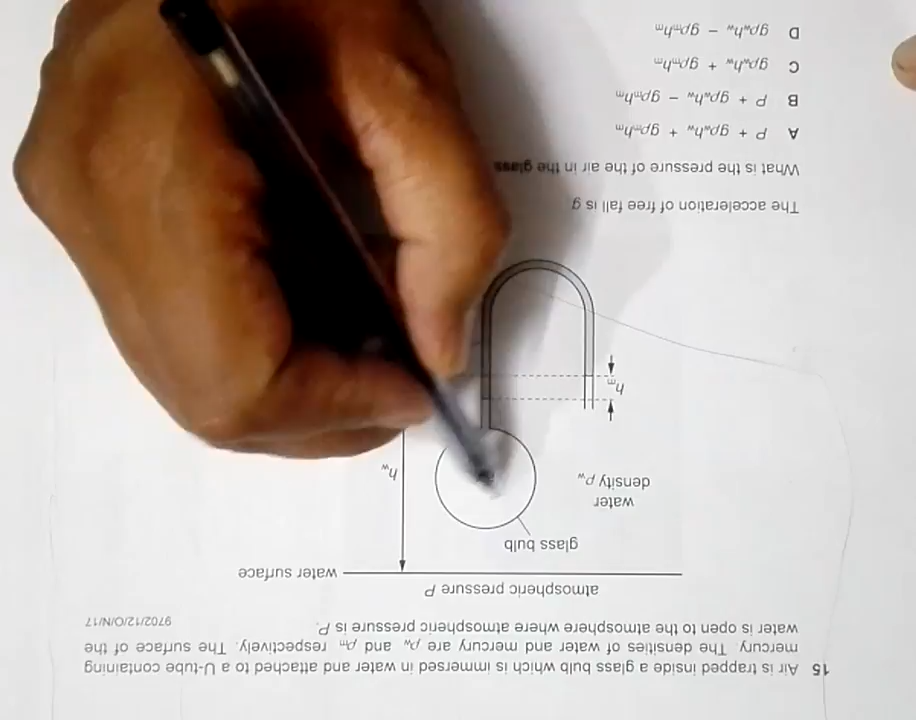 15 Air is trapped inside a glass bulb which is immersed in water and attached to a U-tube containing
mercury. The densities of water and mercury are ρw and ρm respectively. The surface of the
water is open to the atmosphere where atmospheric pressure is P.
9702/12/O/N/17
atmospheric pressure P
water surface
glass bulb
water
density ρw
hw
hm
The acceleration of free fall is g
What is the pressure of the air in the glass
A P + gρwhw + gρmhm
B P + gρwhw − gρmhm
C gρwhw + gρmhm
D gρwhw − gρmhm